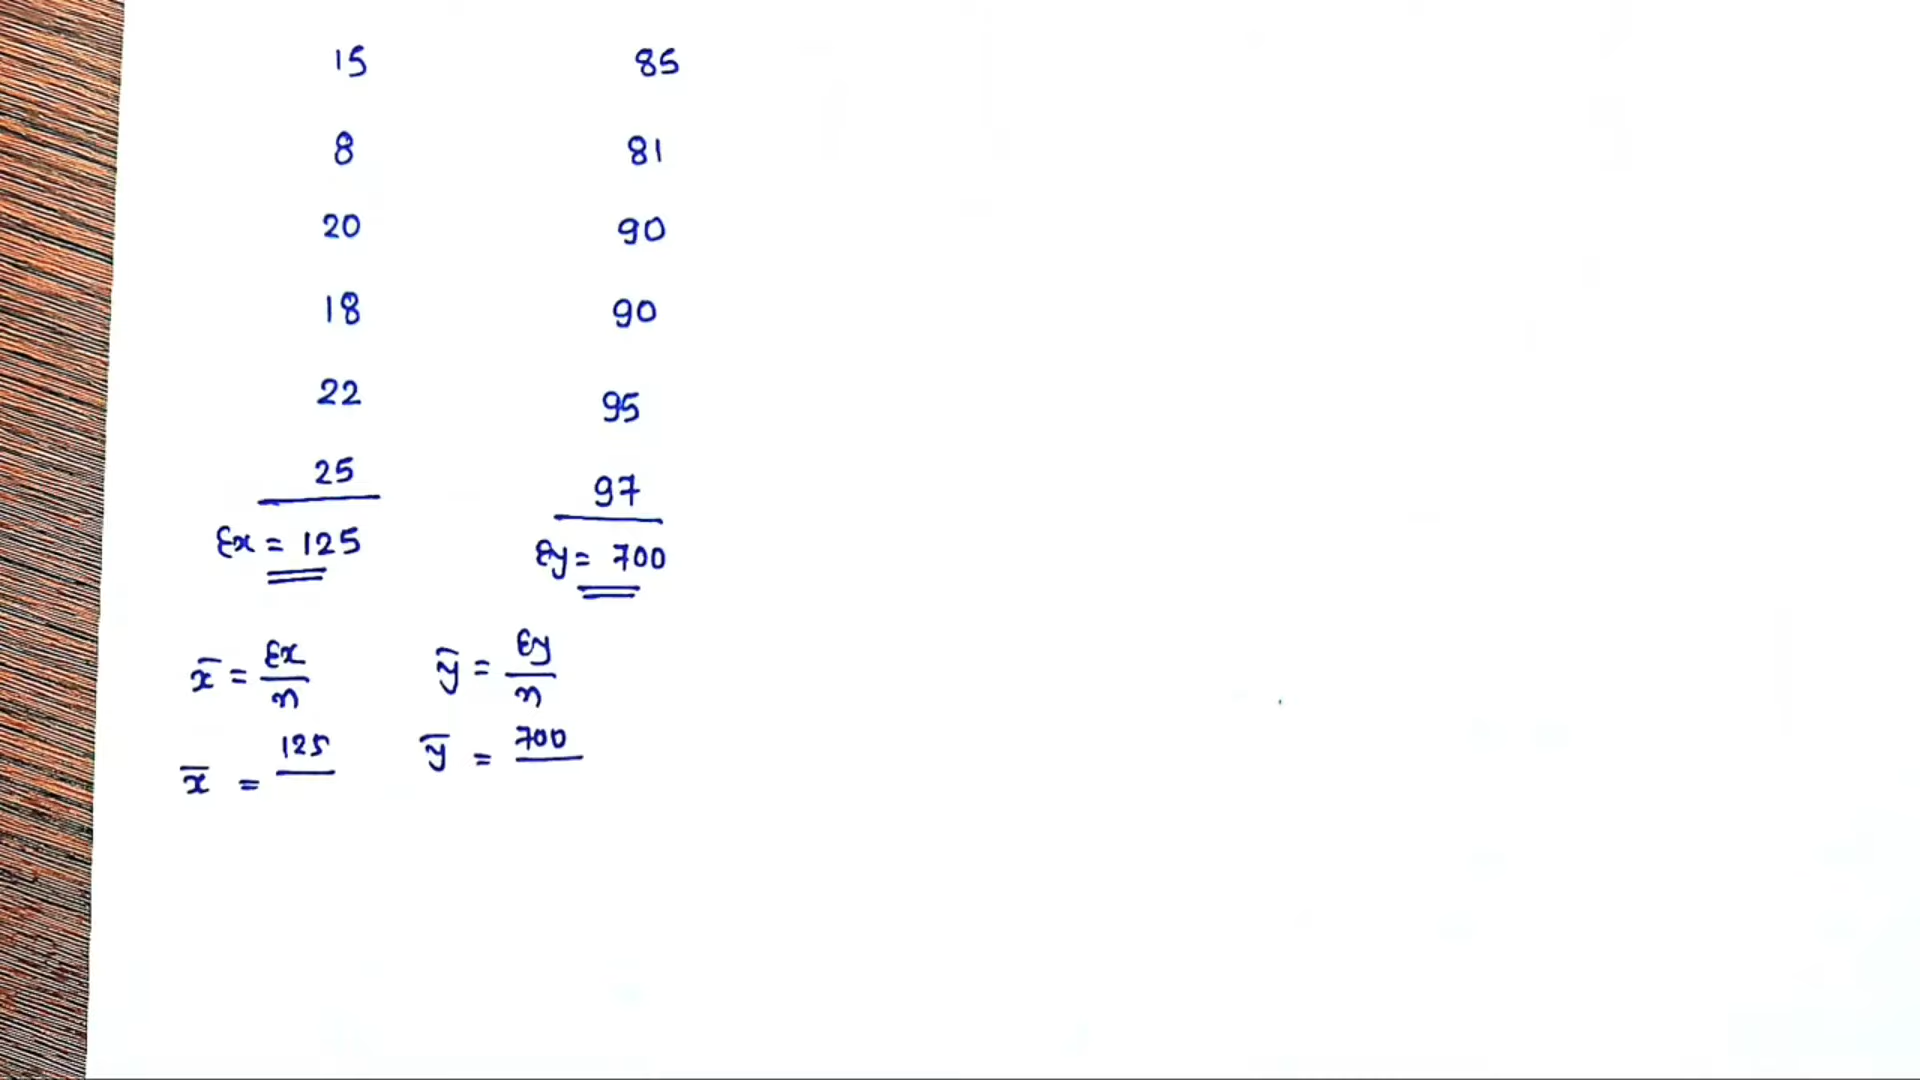 15 85
8 81
20 90
18 90
22 95
25 97
Σx = 125 Σy = 700
x̄ = Σx/n ȳ = Σy/n
x̄ = 125/ ȳ = 700/